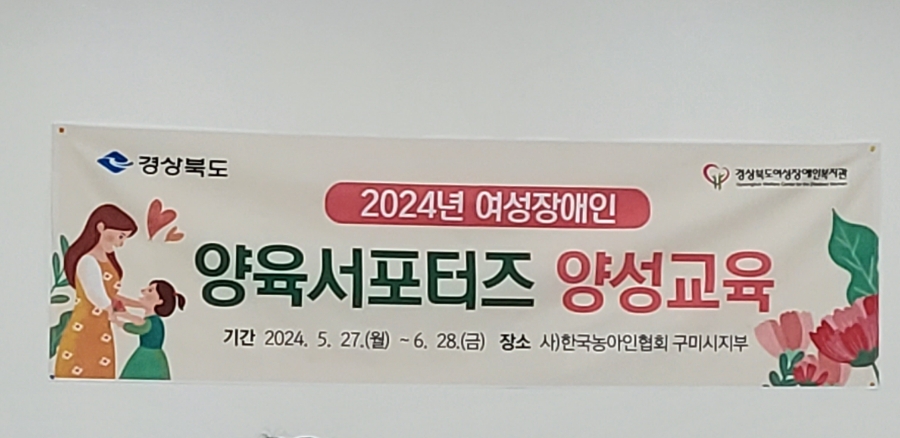 경상북도
경상북도여성장애인복지관
2024년 여성장애인
양육서포터즈 양성교육
기간 2024. 5. 27.(월) ~6. 28.(금) 장소 사)한국농아인협회 구미시지부